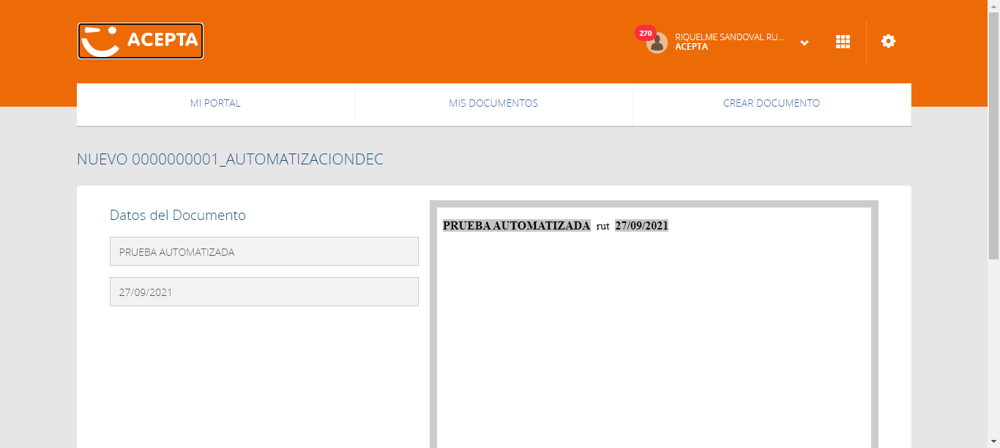 ACEPTA
270
RIQUELME SANDOVAL RU...
ACEPTA
MI PORTAL
MIS DOCUMENTOS
CREAR DOCUMENTO
NUEVO 0000000001_AUTOMATIZACIONDEC
Datos del Documento
PRUEBA AUTOMATIZADA
27/09/2021
PRUEBA AUTOMATIZADA rut 27/09/2021